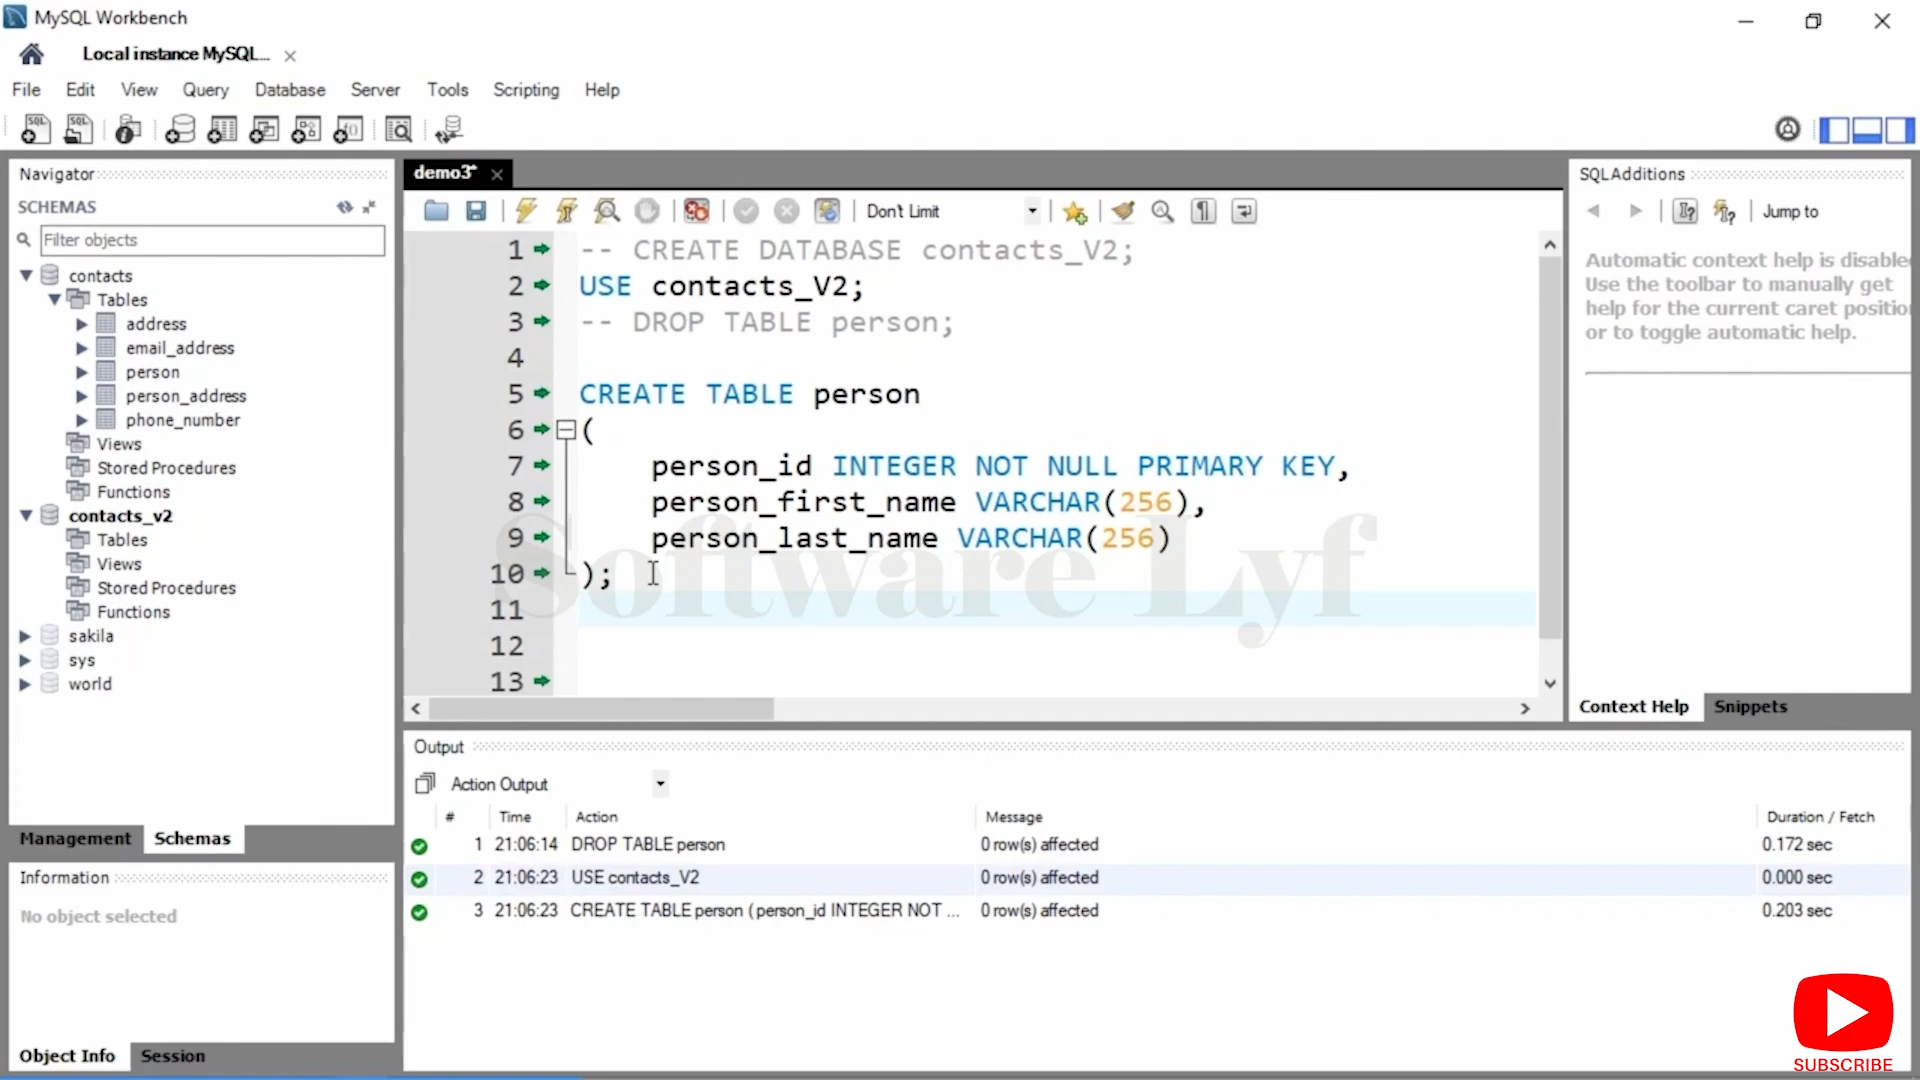 MySQL Workbench
Local instance MySQL...
File Edit View Query Database Server Tools Scripting Help
Navigator
SCHEMAS
Filter objects
contacts
Tables
address
email_address
person
person_address
phone_number
Views
Stored Procedures
Functions
contacts_v2
Tables
Views
Stored Procedures
Functions
sakila
sys
world
Management Schemas
Information
No object selected
Object Info Session
demo3*
Don't Limit
1 -- CREATE DATABASE contacts_V2;
2 USE contacts_V2;
3 -- DROP TABLE person;
4
5 CREATE TABLE person
6 (
7 person_id INTEGER NOT NULL PRIMARY KEY,
8 person_first_name VARCHAR(256),
9 person_last_name VARCHAR(256)
10 );
11
12
13
Software Lyf
SQLAdditions
Jump to
Automatic context help is disable
Use the toolbar to manually get
help for the current caret positio
or to toggle automatic help.
Context Help Snippets
Output
Action Output
# Time Action Message Duration / Fetch
1 21:06:14 DROP TABLE person 0 row(s) affected 0.172 sec
2 21:06:23 USE contacts_V2 0 row(s) affected 0.000 sec
3 21:06:23 CREATE TABLE person ( person_id INTEGER NOT ... 0 row(s) affected 0.203 sec
SUBSCRIBE